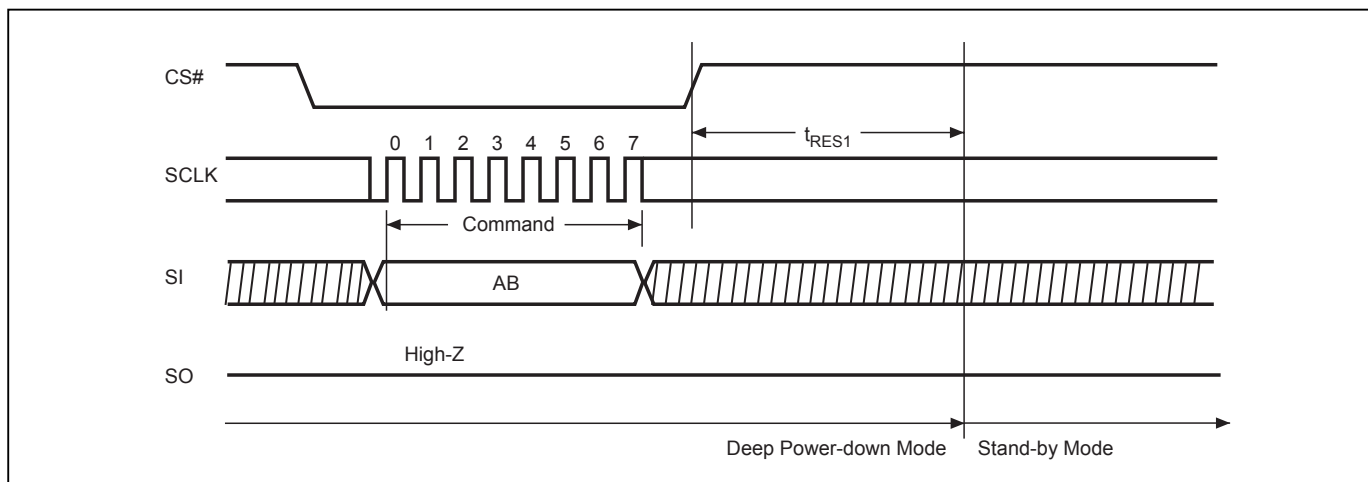 CS#
tRES1
0 1 2 3 4 5 6 7
SCLK
Command
SI
AB
High-Z
SO
Deep Power-down Mode Stand-by Mode